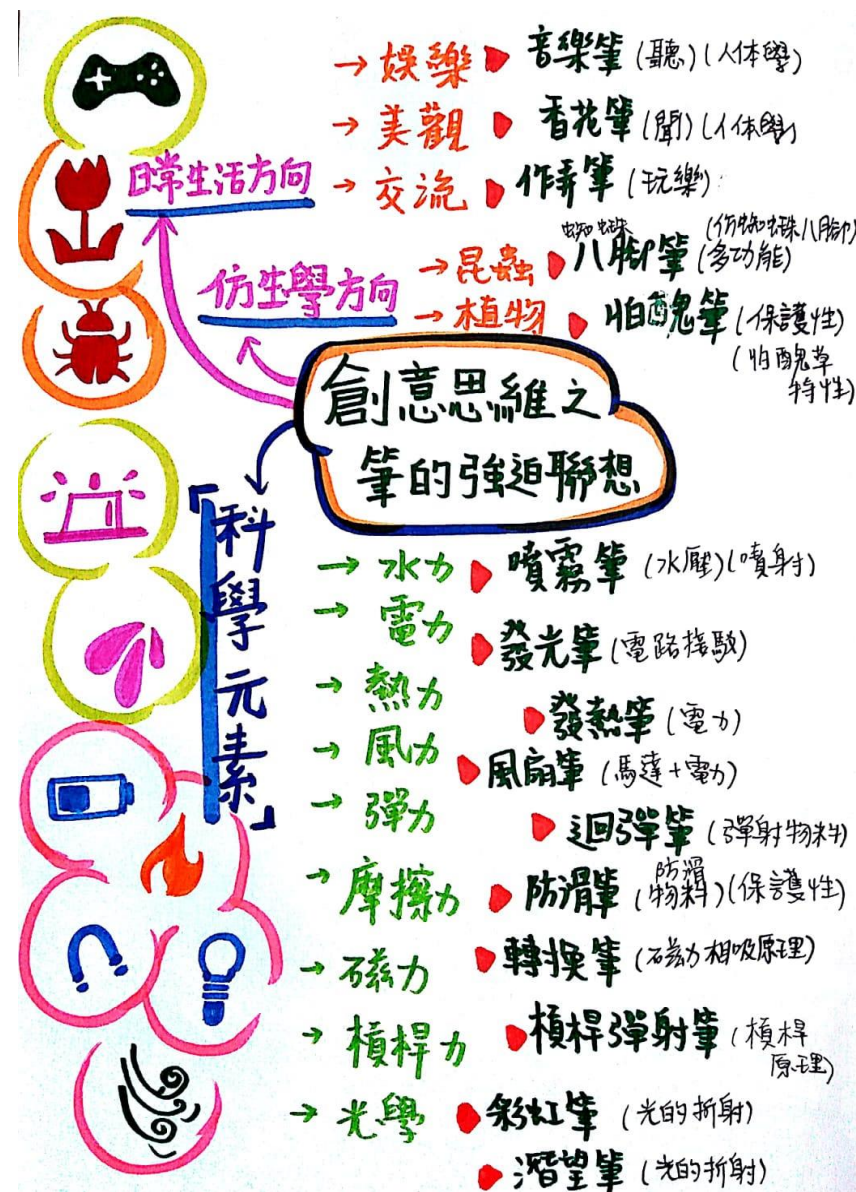 → 娛樂 音樂筆 (聽)(人体學)
→ 美觀 香花筆 (聞)(人体學)
日常生活方向 → 交流 作弄筆 (玩樂)
仿生學方向 → 昆蟲 蜘蛛八腳筆 (仿蜘蛛八腳)(多功能)
→ 植物 怕醜筆 (保護性)
(怕醜草特性)
創意思維之
筆的強迫聯想
「科學元素」
→ 水力 噴霧筆 (水壓)(噴射)
→ 電力 發光筆 (電路接駁)
→ 熱力 發熱筆 (電力)
→ 風力 風扇筆 (馬達+電力)
→ 彈力 迴彈筆 (彈射物料)
→ 摩擦力 防滑筆 (防滑物料)(保護性)
→ 磁力 轉換筆 (磁力相吸原理)
→ 槓桿力 槓桿彈射筆 (槓桿原理)
→ 光學 彩虹筆 (光的折射)
潛望筆 (光的折射)